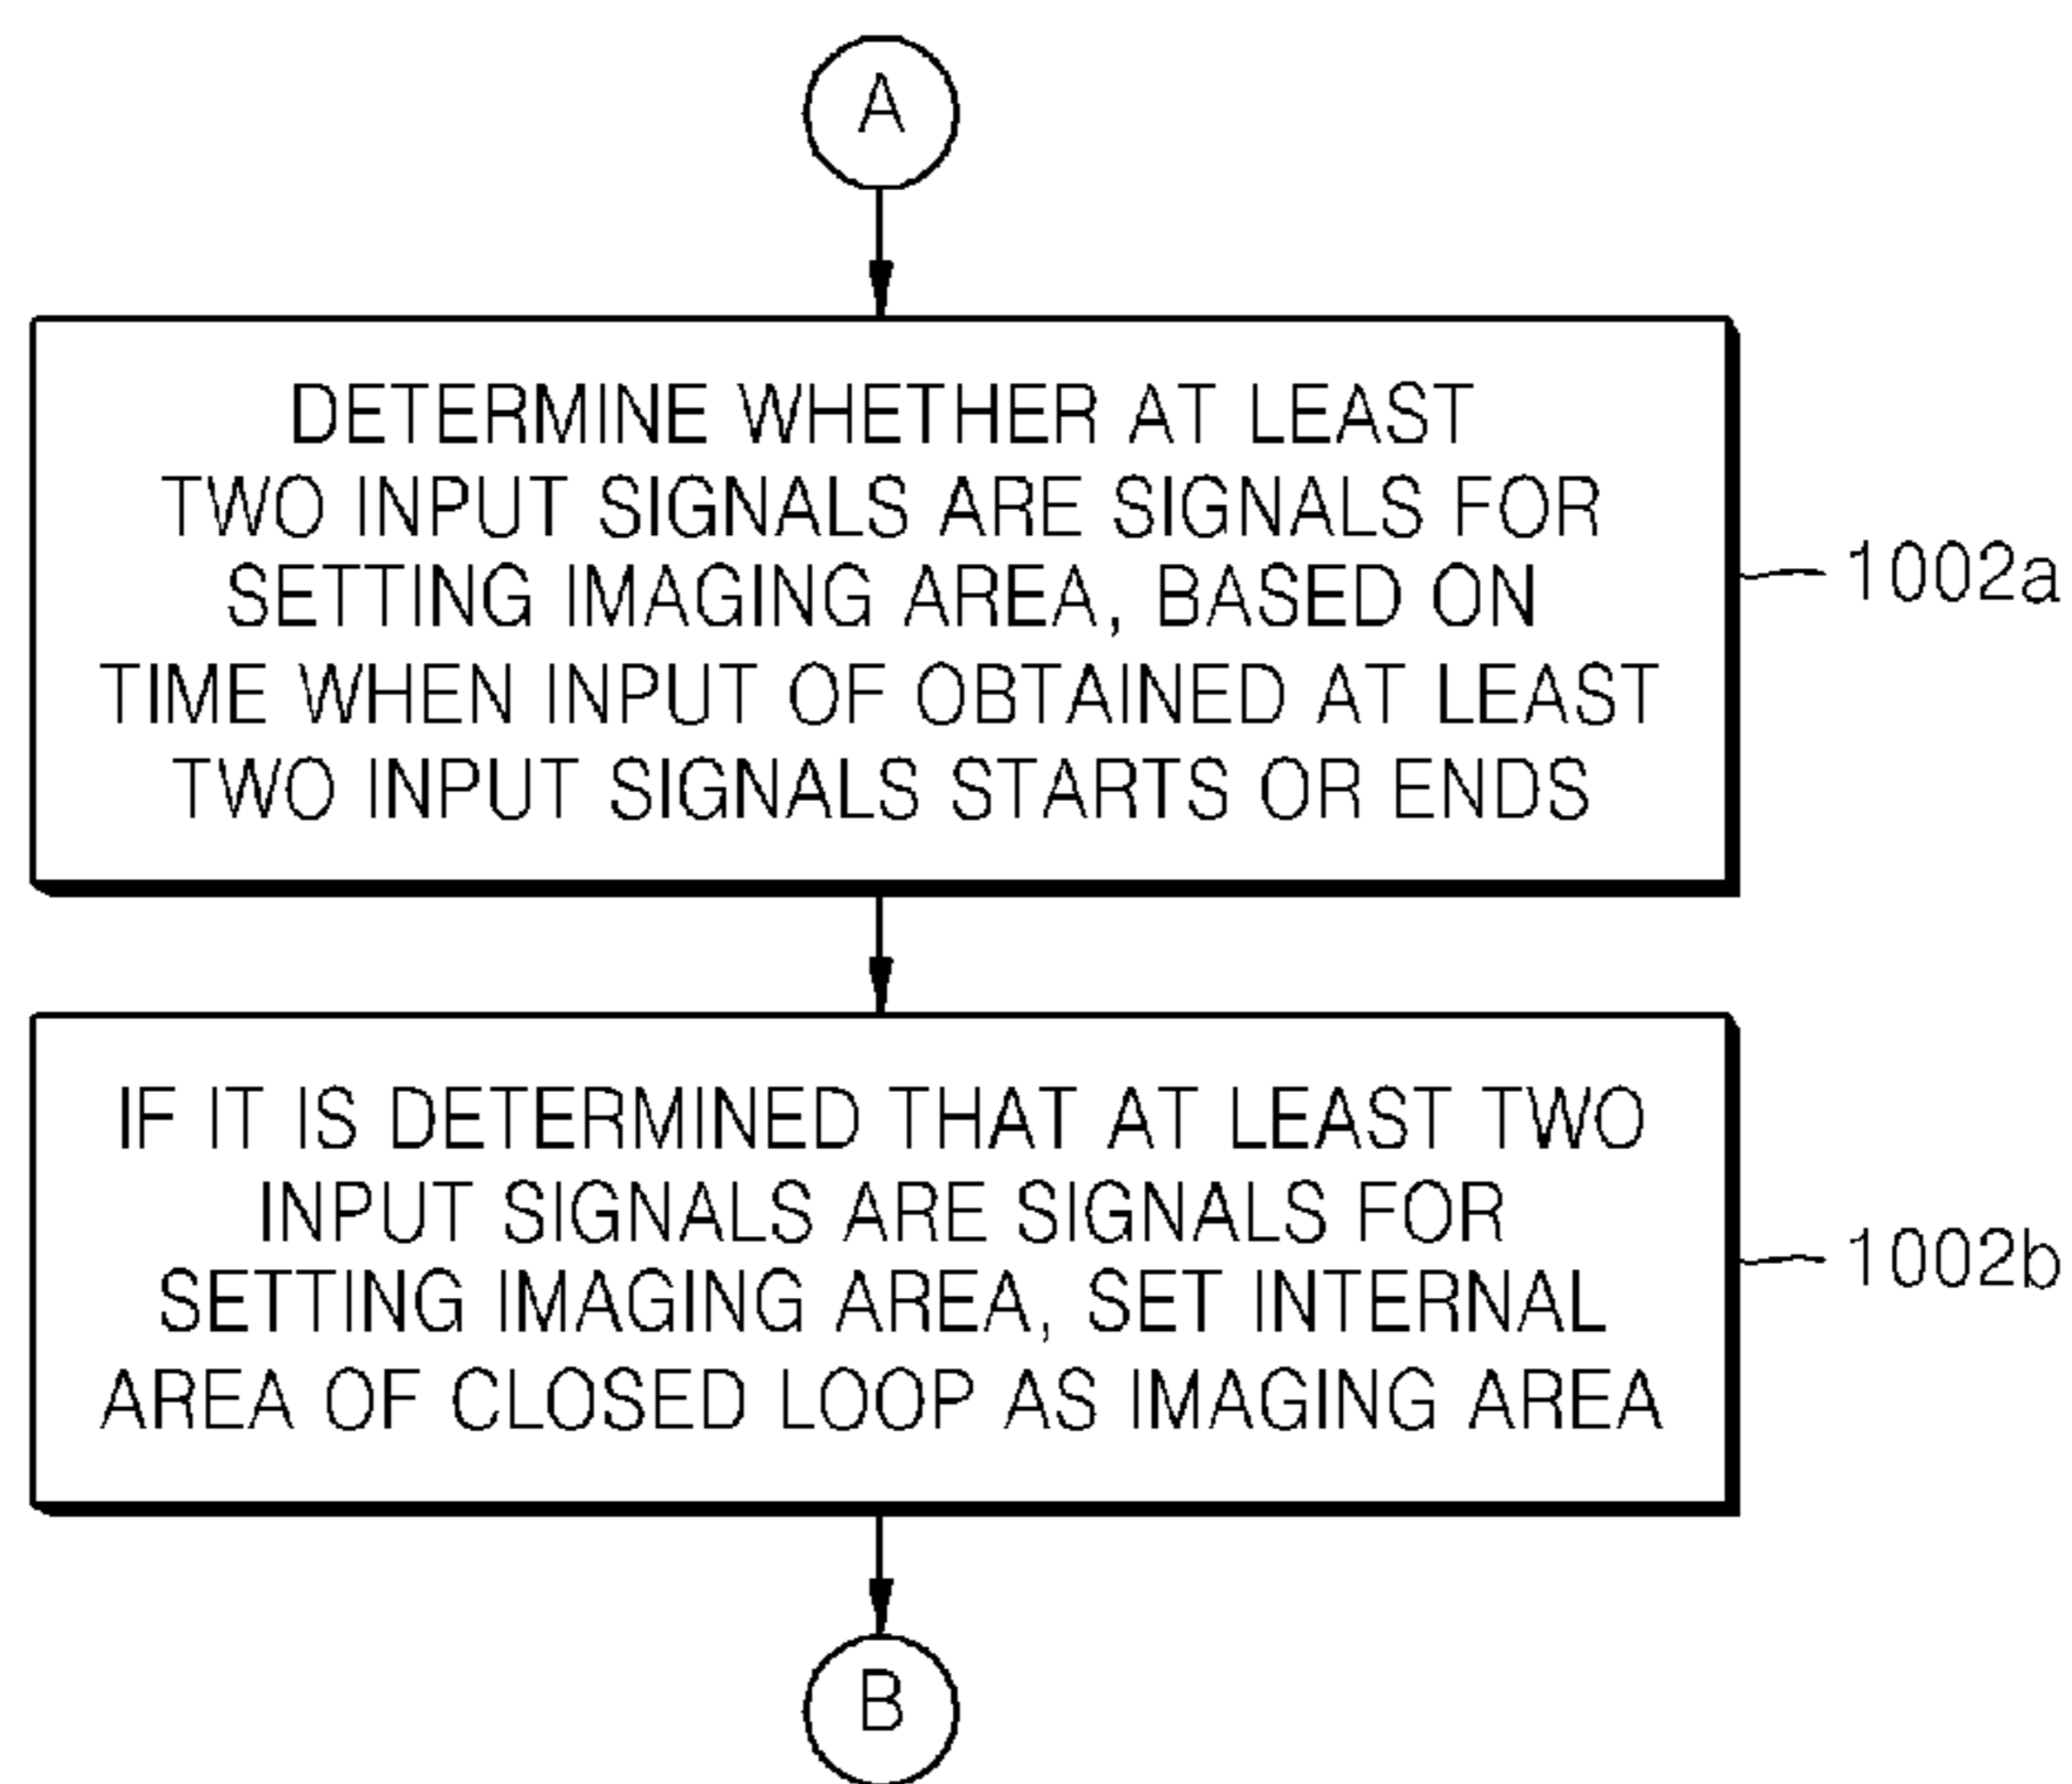 A
DETERMINE WHETHER AT LEAST
TWO INPUT SIGNALS ARE SIGNALS FOR
SETTING IMAGING AREA, BASED ON
TIME WHEN INPUT OF OBTAINED AT LEAST
TWO INPUT SIGNALS STARTS OR ENDS
1002a
IF IT IS DETERMINED THAT AT LEAST TWO
INPUT SIGNALS ARE SIGNALS FOR
SETTING IMAGING AREA, SET INTERNAL
AREA OF CLOSED LOOP AS IMAGING AREA
1002b
B